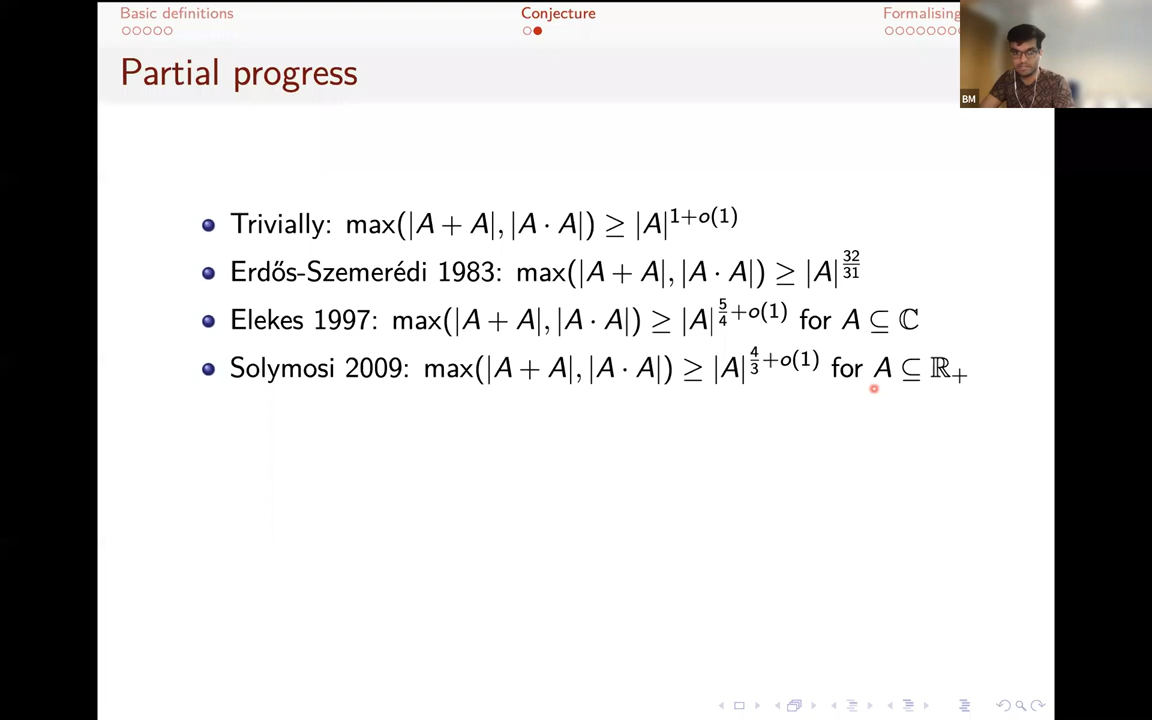 Basic definitions Conjecture Formalising
Partial progress
BM
Trivially: max(|A + A|, |A · A|) ≥ |A|^{1+o(1)}
Erdős-Szemerédi 1983: max(|A + A|, |A · A|) ≥ |A|^{32/31}
Elekes 1997: max(|A + A|, |A · A|) ≥ |A|^{5/4+o(1)} for A ⊆ ℂ
Solymosi 2009: max(|A + A|, |A · A|) ≥ |A|^{4/3+o(1)} for A ⊆ ℝ₊